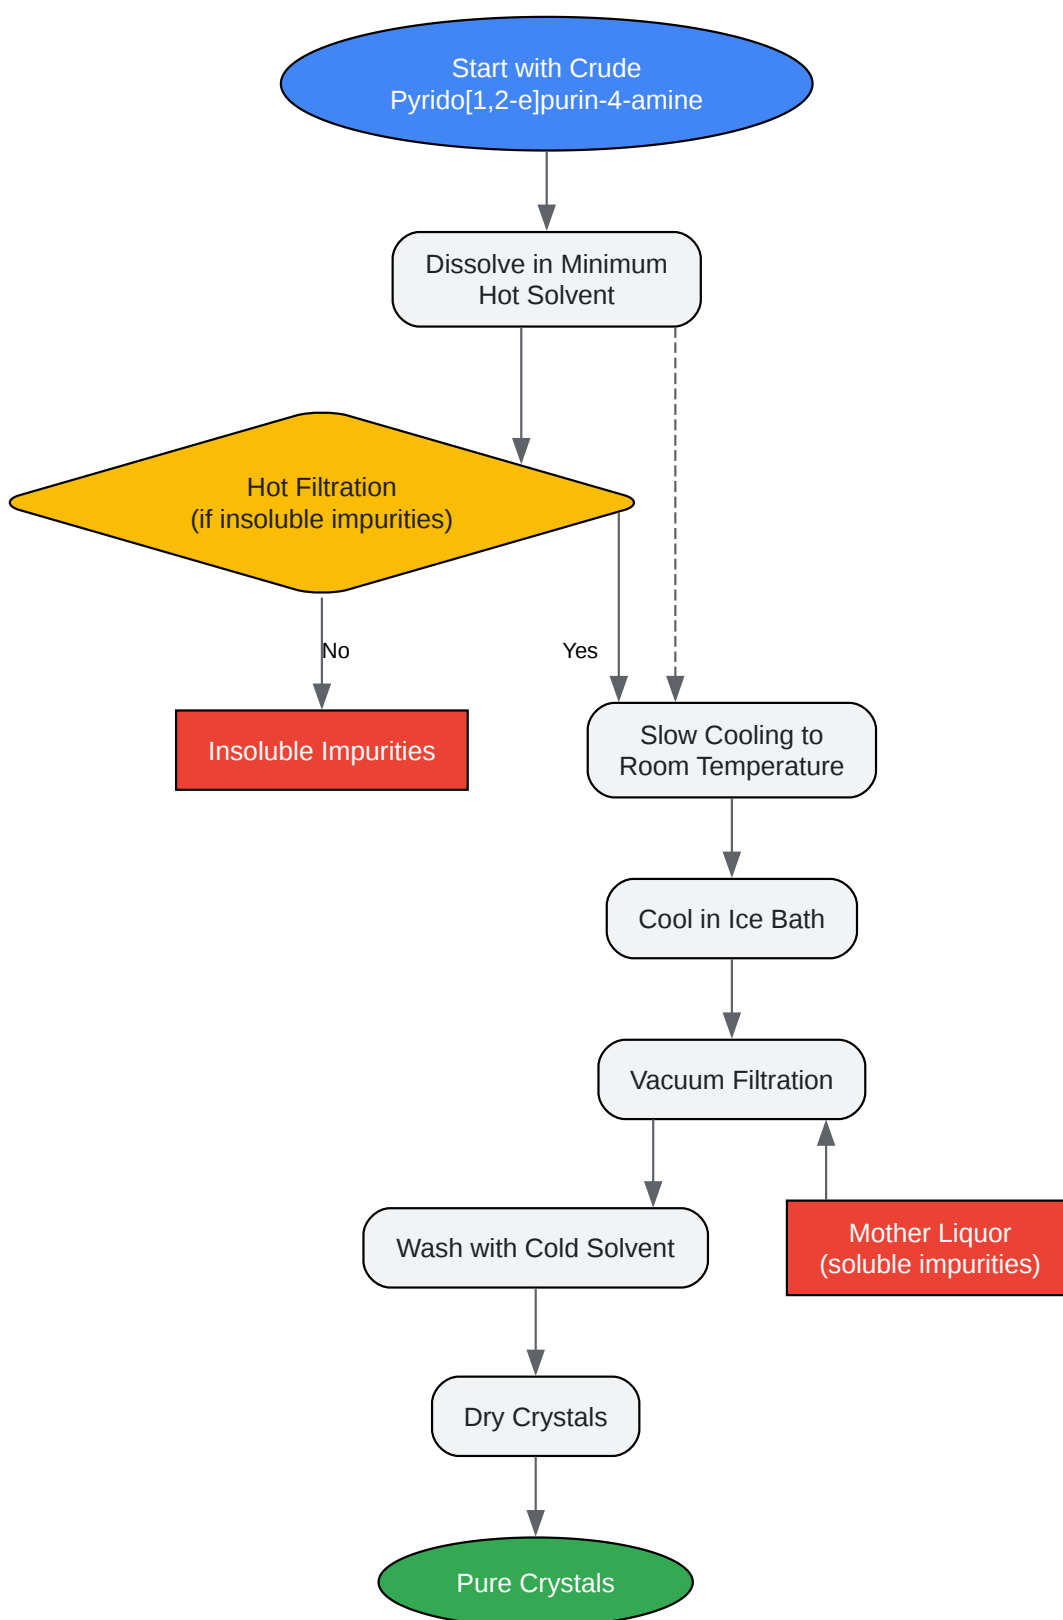 Start with Crude
Pyrido[1,2-e]purin-4-amine
Dissolve in Minimum
Hot Solvent
Hot Filtration
(if insoluble impurities)
No
Yes
Insoluble Impurities
Slow Cooling to
Room Temperature
Cool in Ice Bath
Vacuum Filtration
Wash with Cold Solvent
Mother Liquor
(soluble impurities)
Dry Crystals
Pure Crystals